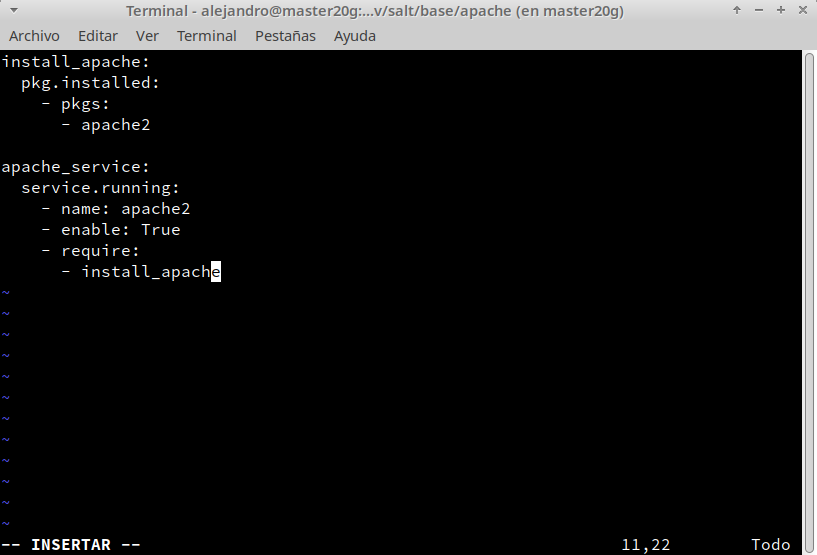 Terminal - alejandro@master20g:...v/salt/base/apache (en master20g)
Archivo Editar Ver Terminal Pestañas Ayuda
install_apache:
  pkg.installed:
    - pkgs:
      - apache2

apache_service:
  service.running:
    - name: apache2
    - enable: True
    - require:
      - install_apache
~
~
~
~
~
~
~
~
~
~
~
~
-- INSERTAR -- 11,22 Todo